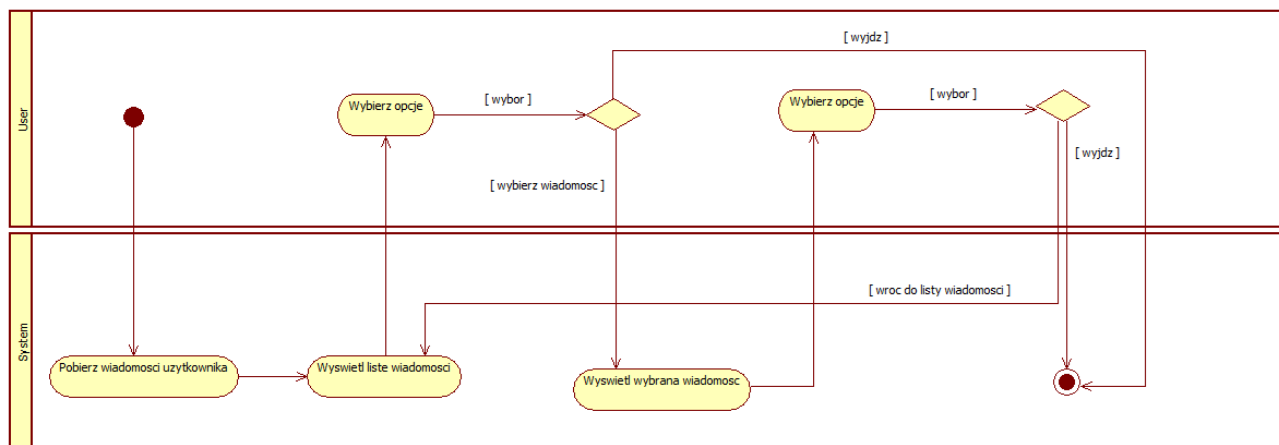 User
Wybierz opcje
[ wybor ]
[ wyjdz ]
Wybierz opcje
[ wybor ]
[ wyjdz ]
[ wybierz wiadomosc ]
System
[ wroc do listy wiadomosci ]
Pobierz wiadomosci uzytkownika
Wyswietl liste wiadomosci
Wyswietl wybrana wiadomosc